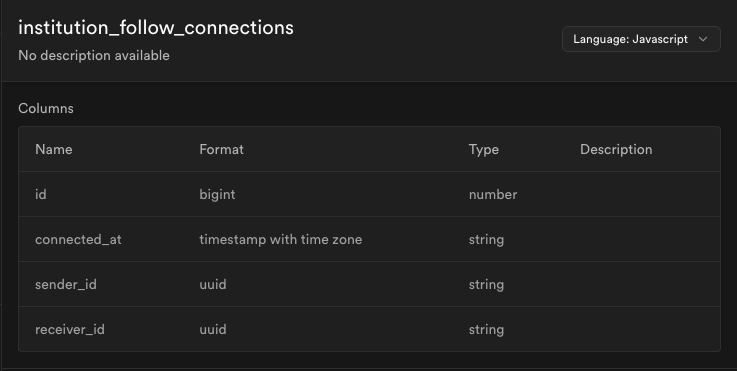 institution_follow_connections
No description available
Language: Javascript
Columns
Name Format Type Description
id bigint number
connected_at timestamp with time zone string
sender_id uuid string
receiver_id uuid string